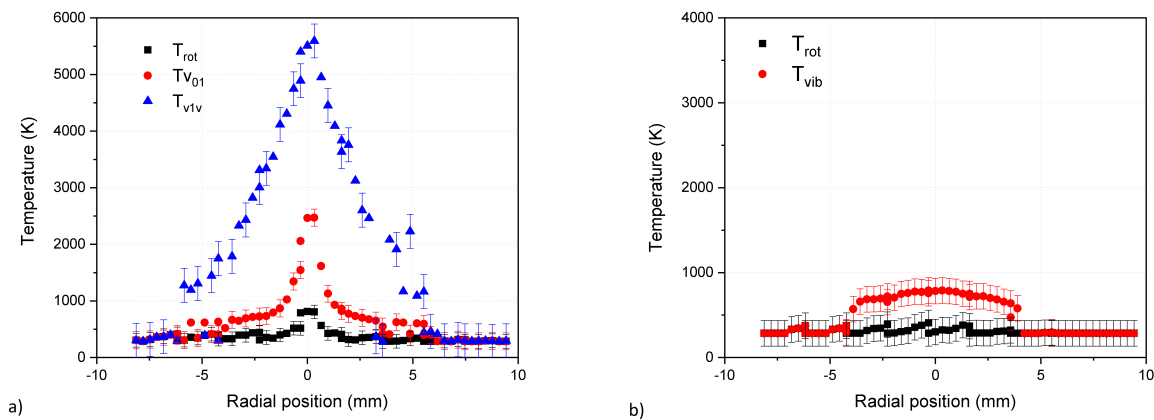 6000
5000
4000
3000
2000
1000
0
-10
-5
0
5
10
Temperature (K)
Radial position (mm)
T_rot
Tv_01
T_v1v
a)
4000
3000
2000
1000
0
-10
-5
0
5
10
Temperature (K)
Radial position (mm)
T_rot
T_vib
b)